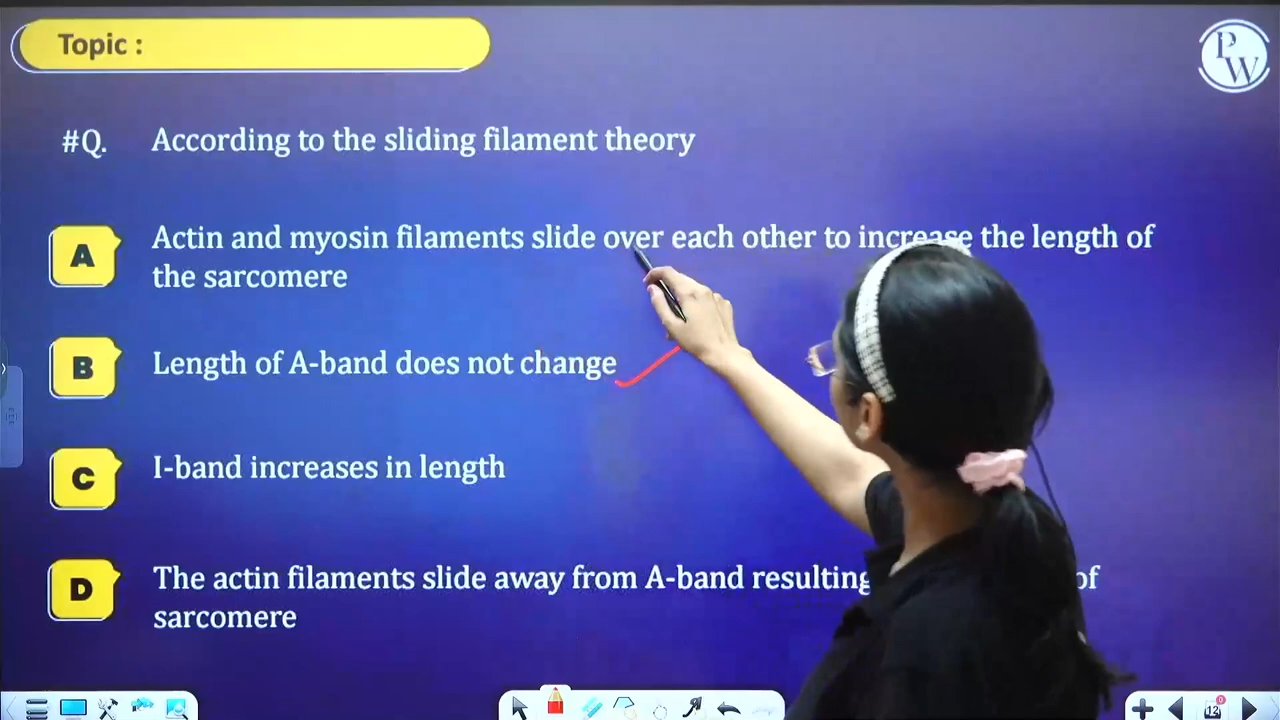 Topic :
PW
#Q. According to the sliding filament theory
A Actin and myosin filaments slide over each other to increase the length of
the sarcomere
B Length of A-band does not change
C I-band increases in length
D The actin filaments slide away from A-band resulting of
sarcomere
12